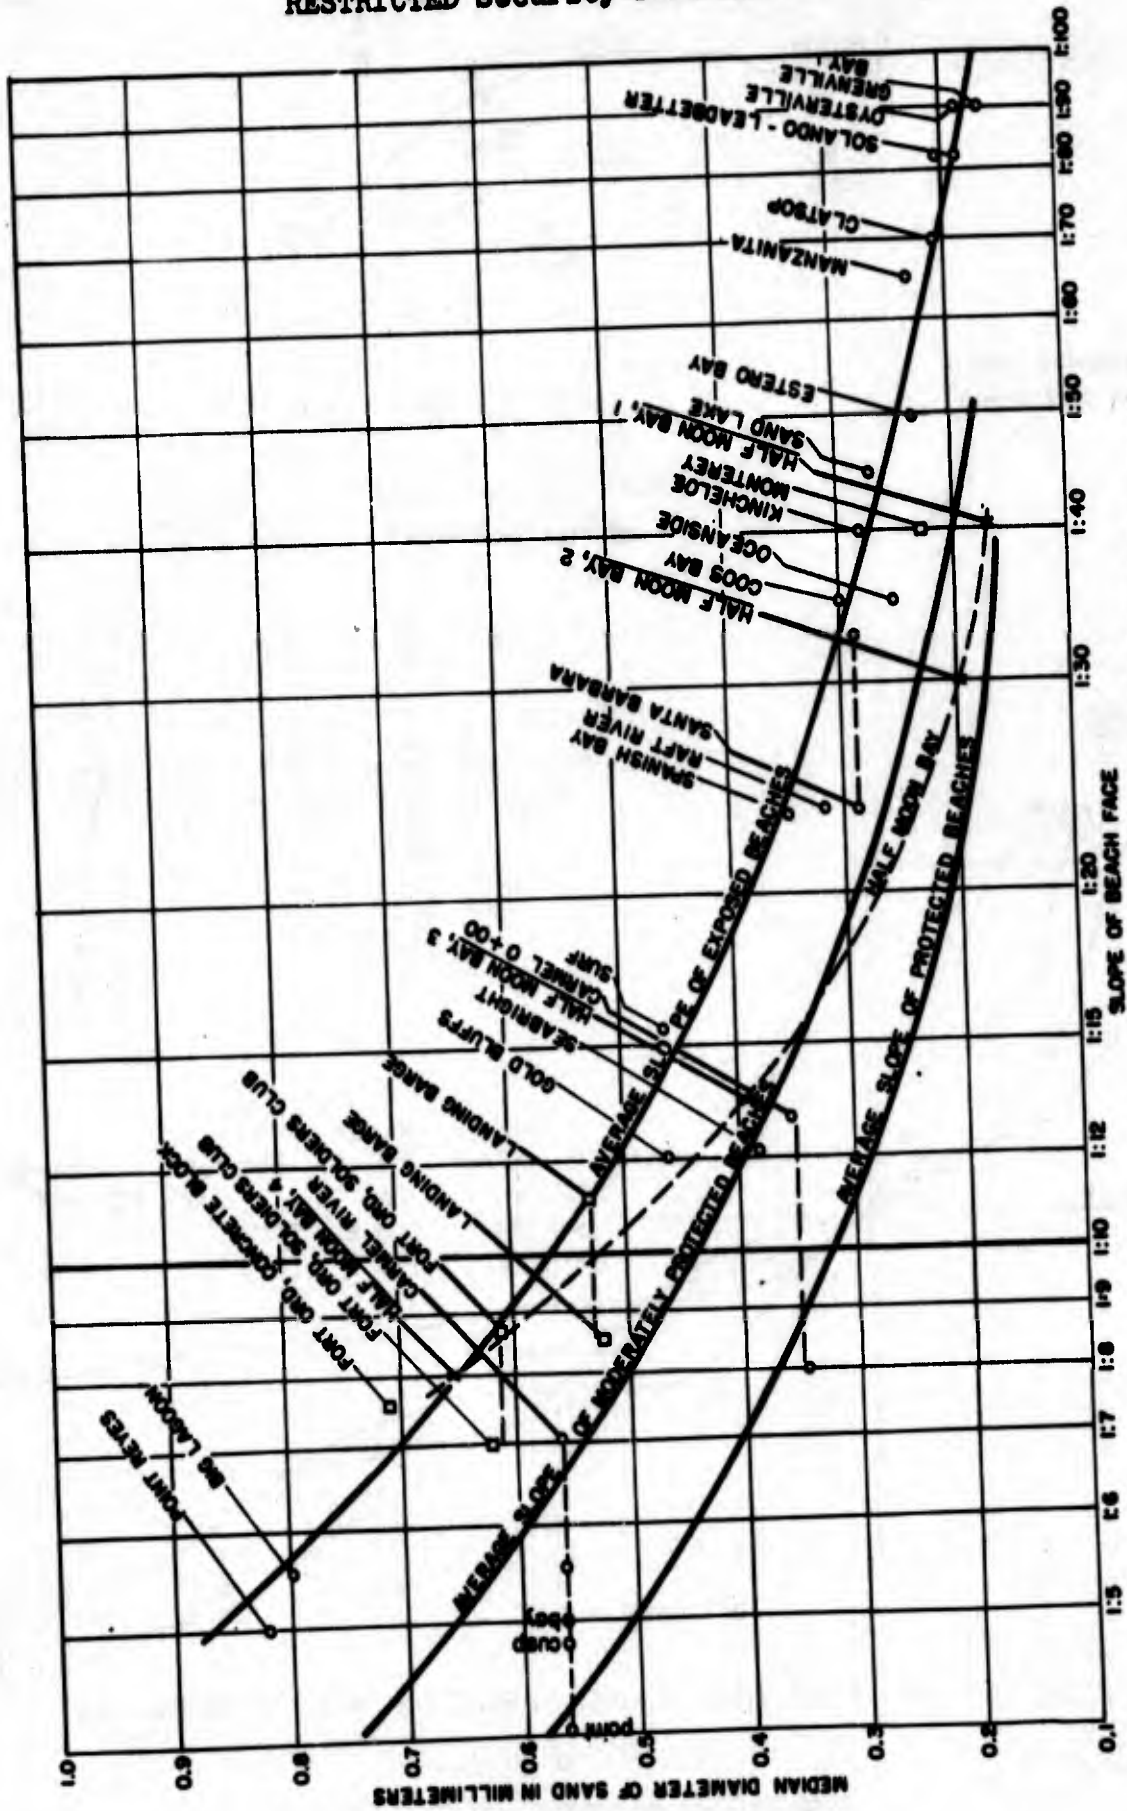 RESTRICTED Security
1.0
0.9
0.8
0.7
0.6
0.5
0.4
0.3
0.2
0.1
MEDIAN DIAMETER OF SAND IN MILLIMETERS
1:5
1:6
1:7
1:8
1:9
1:10
1:12
1:15
1:20
1:30
1:40
1:50
1:60
1:70
1:80
1:90
1:100
SLOPE OF BEACH FACE
POINT REYES
BIG LAGOON
FORT ORD, CONCRETE BLOCK
FORT ORD, SOLDIERS CLUB
HALF MOON BAY, 4
CARMEL RIVER
FORT ORD, SOLDIERS CLUB
LANDING BARGE
LANDING BARGE
GOLD BLUFFS
SEABRIGHT
HALF MOON BAY, 3
CARMEL 0+00
SURF
SPANISH BAY
RAFT RIVER
SANTA BARBARA
HALF MOON BAY, 2
COOS BAY
OCEANSIDE
KINCHELOE
MONTEREY
HALF MOON BAY, 1
SAND LAKE
ESTERO BAY
MANZANITA
CLATSOP
SOLANDO - LEADBETTER
OYSTERVILLE
GRENVILLE
BAY
AVERAGE SLO PE OF EXPOSED BEACHES
AVERAGE SLOPE OF MODERATELY PROTECTED BEACHES
HALF MOON BAY
AVERAGE SLOPE OF PROTECTED BEACHES
point
cusp
bay